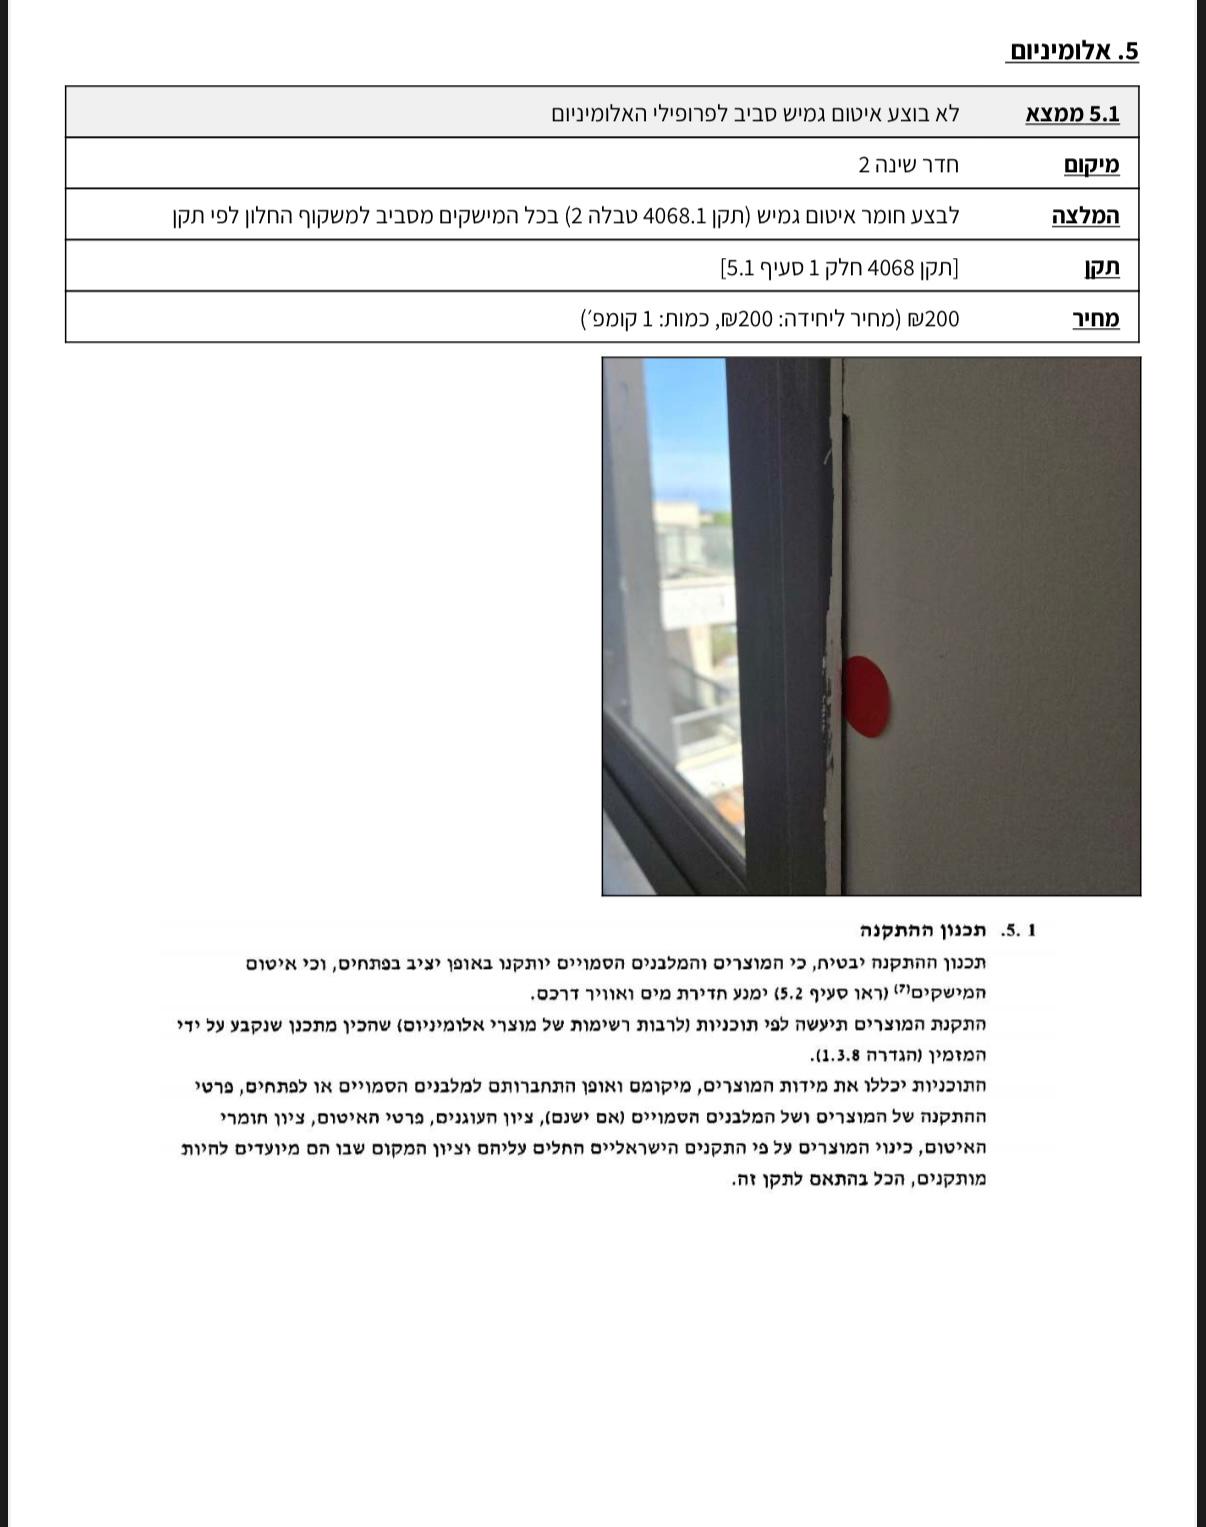 5. אלומיניום
5.1 ממצא לא בוצע איטום גמיש סביב לפרופילי האלומיניום
מיקום חדר שינה 2
המלצה לבצע חומר איטום גמיש (תקן 4068.1 טבלה 2) בכל המישקים מסביב למשקוף החלון לפי תקן
תקן [תקן 4068 חלק 1 סעיף 5.1]
מחיר 200₪ (מחיר ליחידה: 200₪, כמות: 1 קומפ׳)
5. 1. תכנון ההתקנה
תכנון ההתקנה יבטיח, כי המוצרים והמלבנים הסמויים יותקנו באופן יציב בפתחים, וכי איטום
המישקים(7) (ראו סעיף 5.2) ימנע חדירת מים ואוויר דרכם.
התקנת המוצרים תיעשה לפי תוכניות (לרבות רשימות של מוצרי אלומיניום) שהכין מתכנן שנקבע על ידי
המזמין (הגדרה 1.3.8).
התוכניות יכללו את מידות המוצרים, מיקומם ואופן התחברותם למלבנים הסמויים או לפתחים, פרטי
ההתקנה של המוצרים ושל המלבנים הסמויים (אם ישנם), ציון העוגנים, פרטי האיטום, ציון חומרי
האיטום, כינוי המוצרים על פי התקנים הישראליים החלים עליהם וציון המקום שבו הם מיועדים להיות
מותקנים, הכל בהתאם לתקן זה.